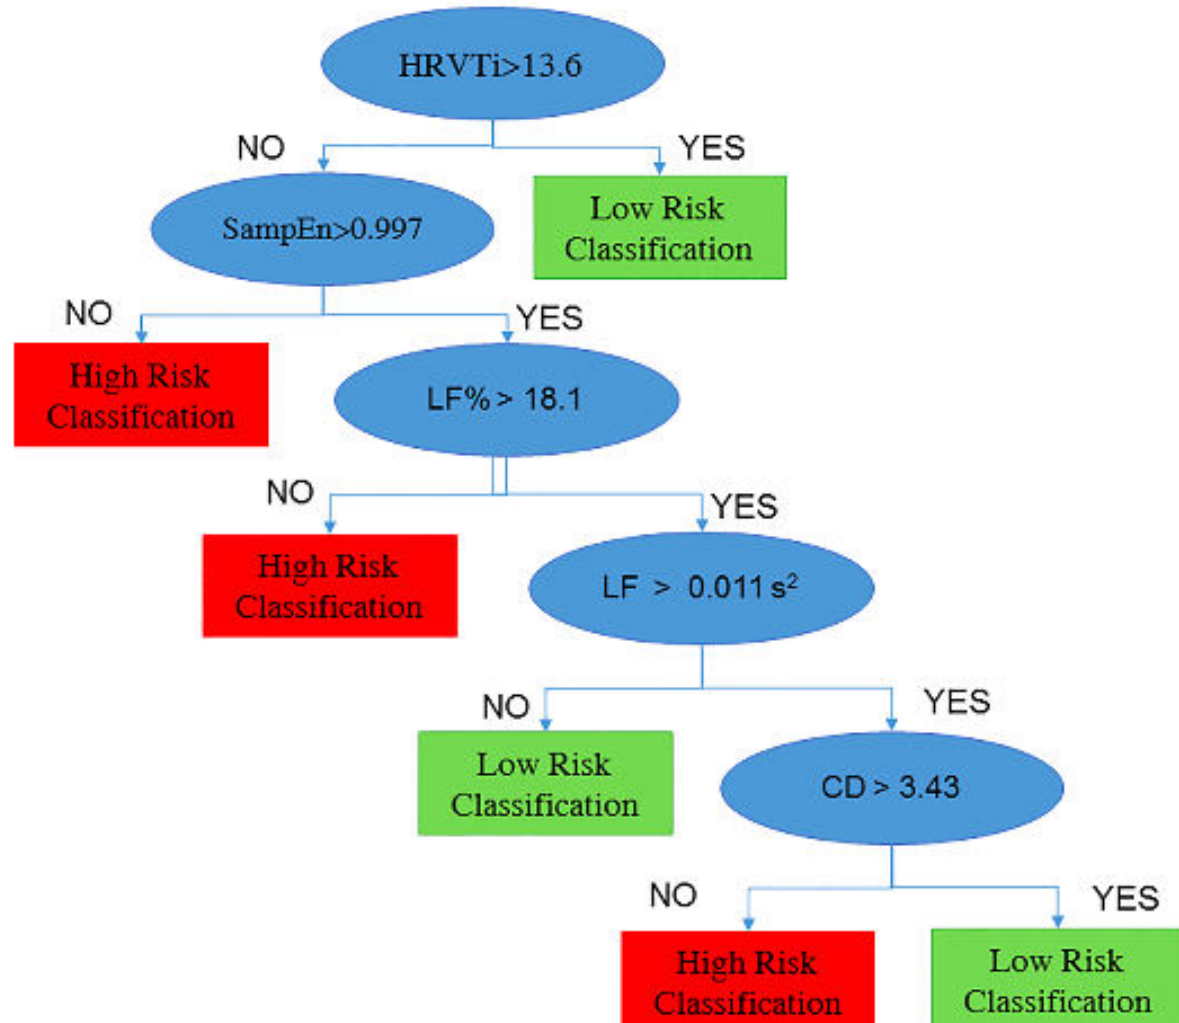 HRVTi>13.6
NO
YES
SampEn>0.997
Low Risk
Classification
NO
YES
High Risk
Classification
LF% > 18.1
NO
YES
High Risk
Classification
LF > 0.011 s²
NO
YES
Low Risk
Classification
CD > 3.43
NO
YES
High Risk
Classification
Low Risk
Classification